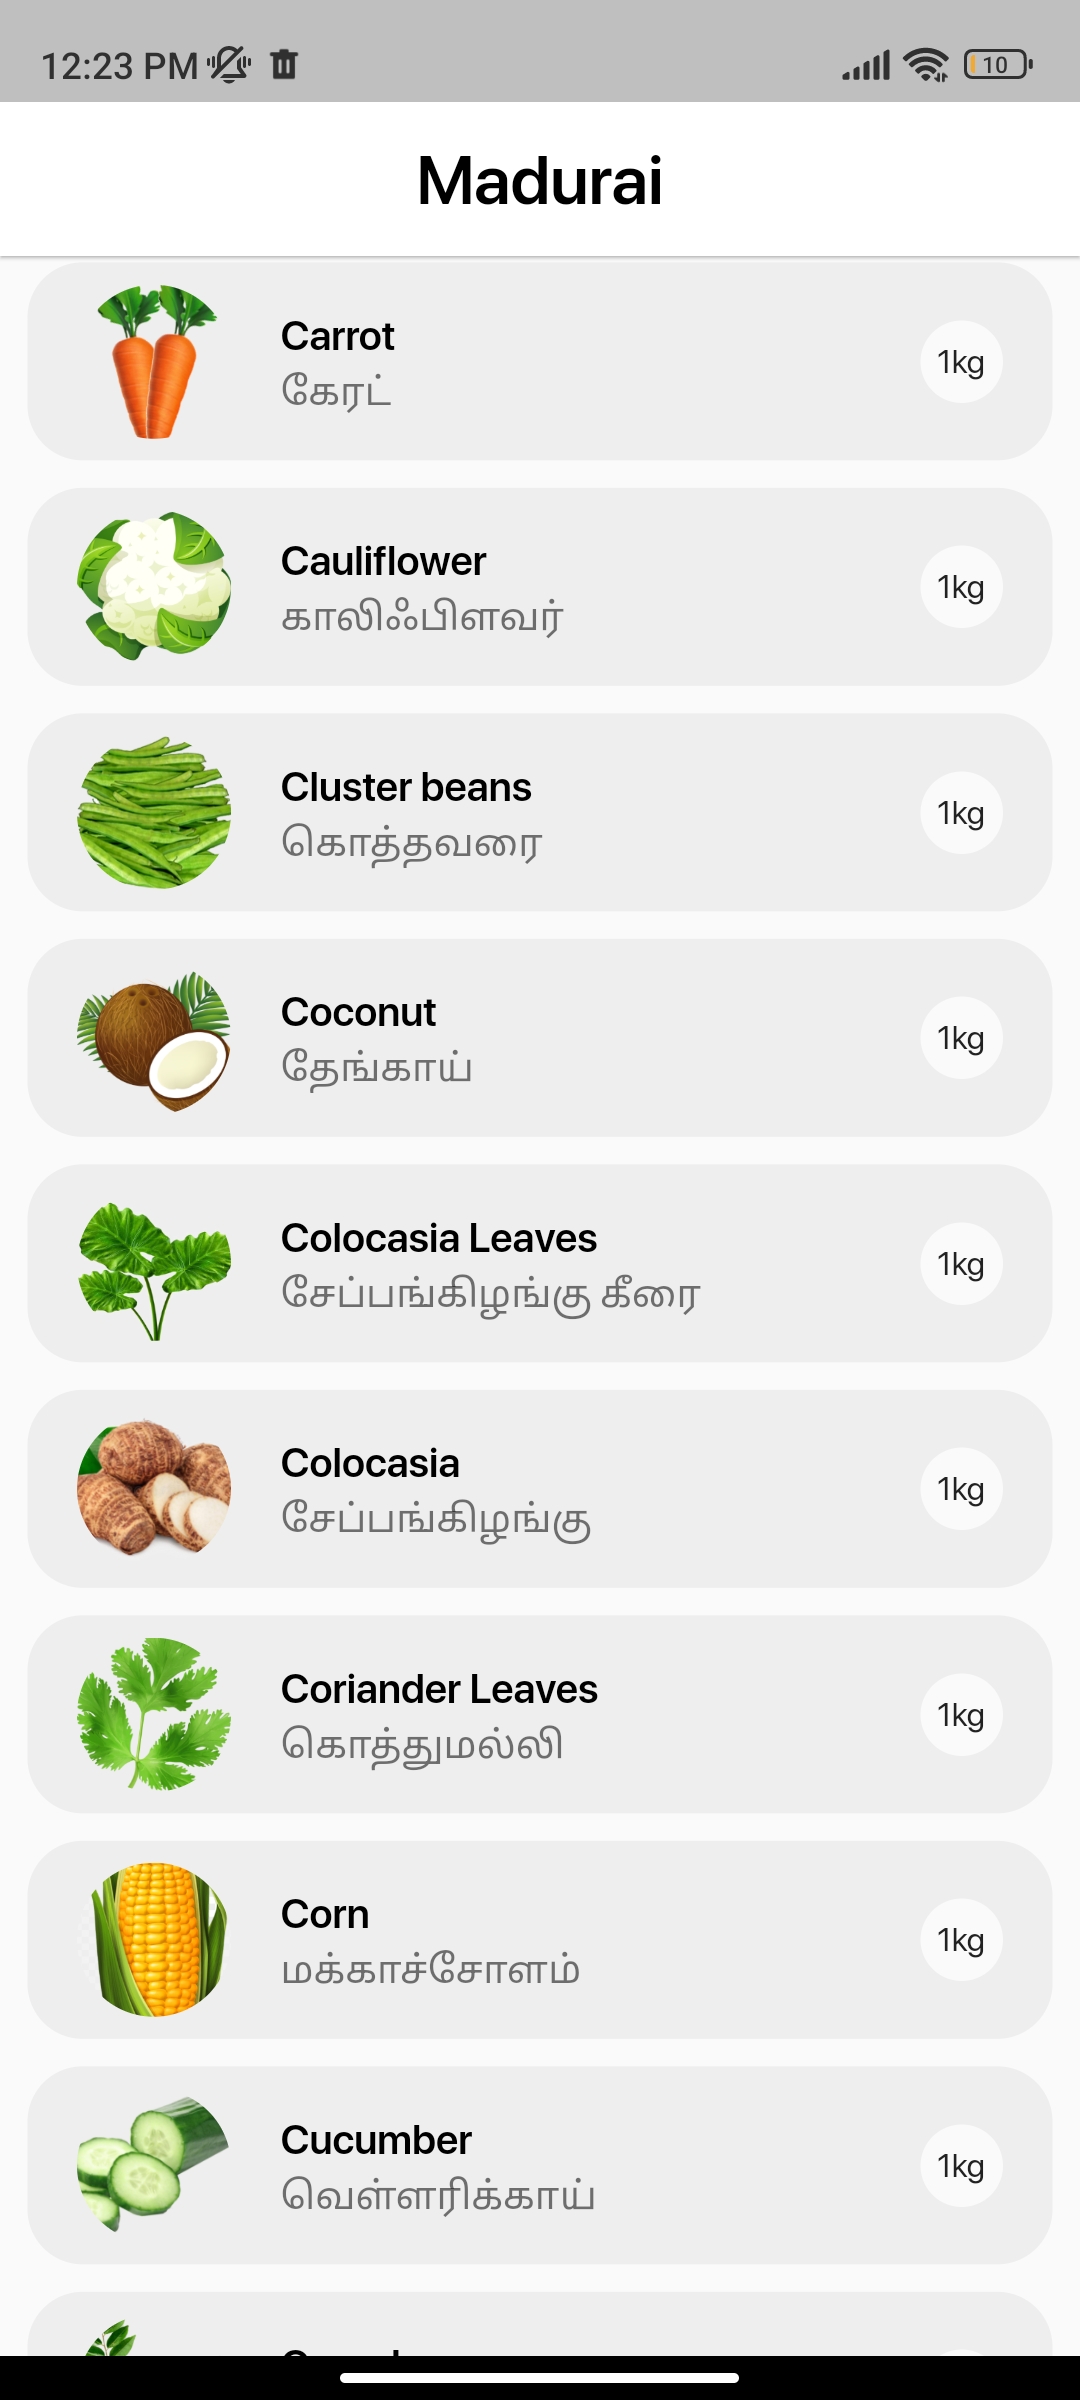 12:23 PM
10
Madurai
Carrot
கேரட்
1kg
Cauliflower
காலிஃபிளவர்
1kg
Cluster beans
கொத்தவரை
1kg
Coconut
தேங்காய்
1kg
Colocasia Leaves
சேப்பங்கிழங்கு கீரை
1kg
Colocasia
சேப்பங்கிழங்கு
1kg
Coriander Leaves
கொத்துமல்லி
1kg
Corn
மக்காச்சோளம்
1kg
Cucumber
வெள்ளரிக்காய்
1kg